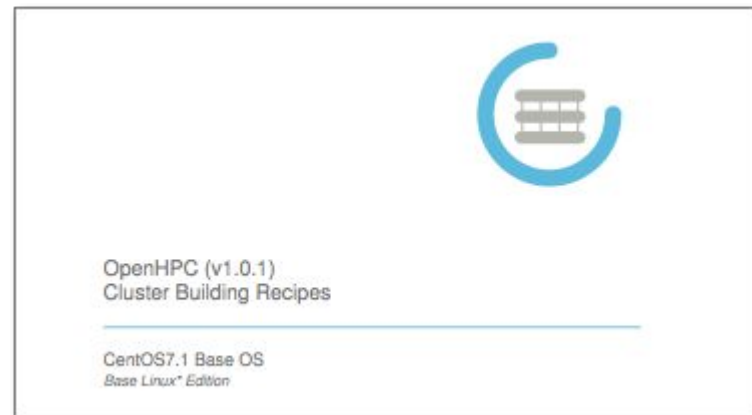 OpenHPC (v1.0.1)
Cluster Building Recipes
CentOS7.1 Base OS
Base Linux* Edition